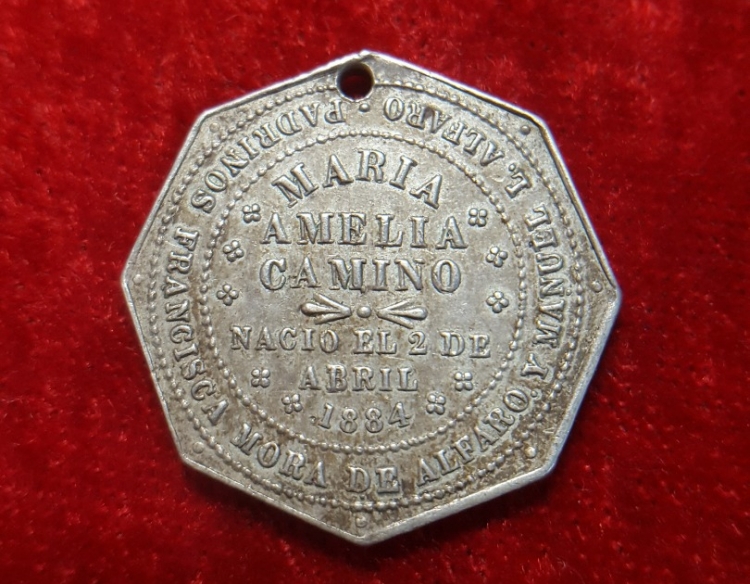 MARIA
AMELIA
CAMINO
NACIO EL 2 DE
ABRIL
1884
PADRINOS FRANCISCA MORA DE ALFARO. Y MANUEL L. ALFARO